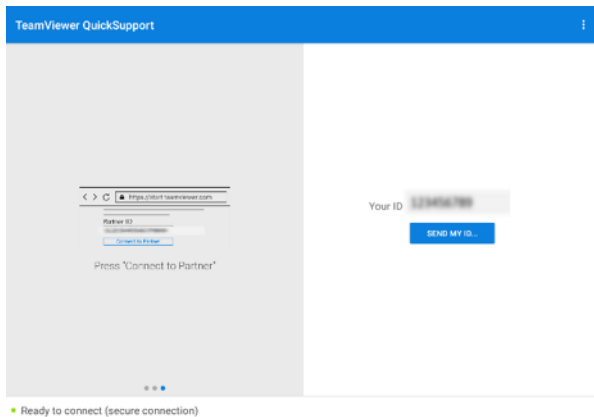 TeamViewer QuickSupport
https://start.teamviewer.com
Partner ID
Connect to Partner
Press "Connect to Partner"
Your ID
SEND MY ID...
Ready to connect (secure connection)